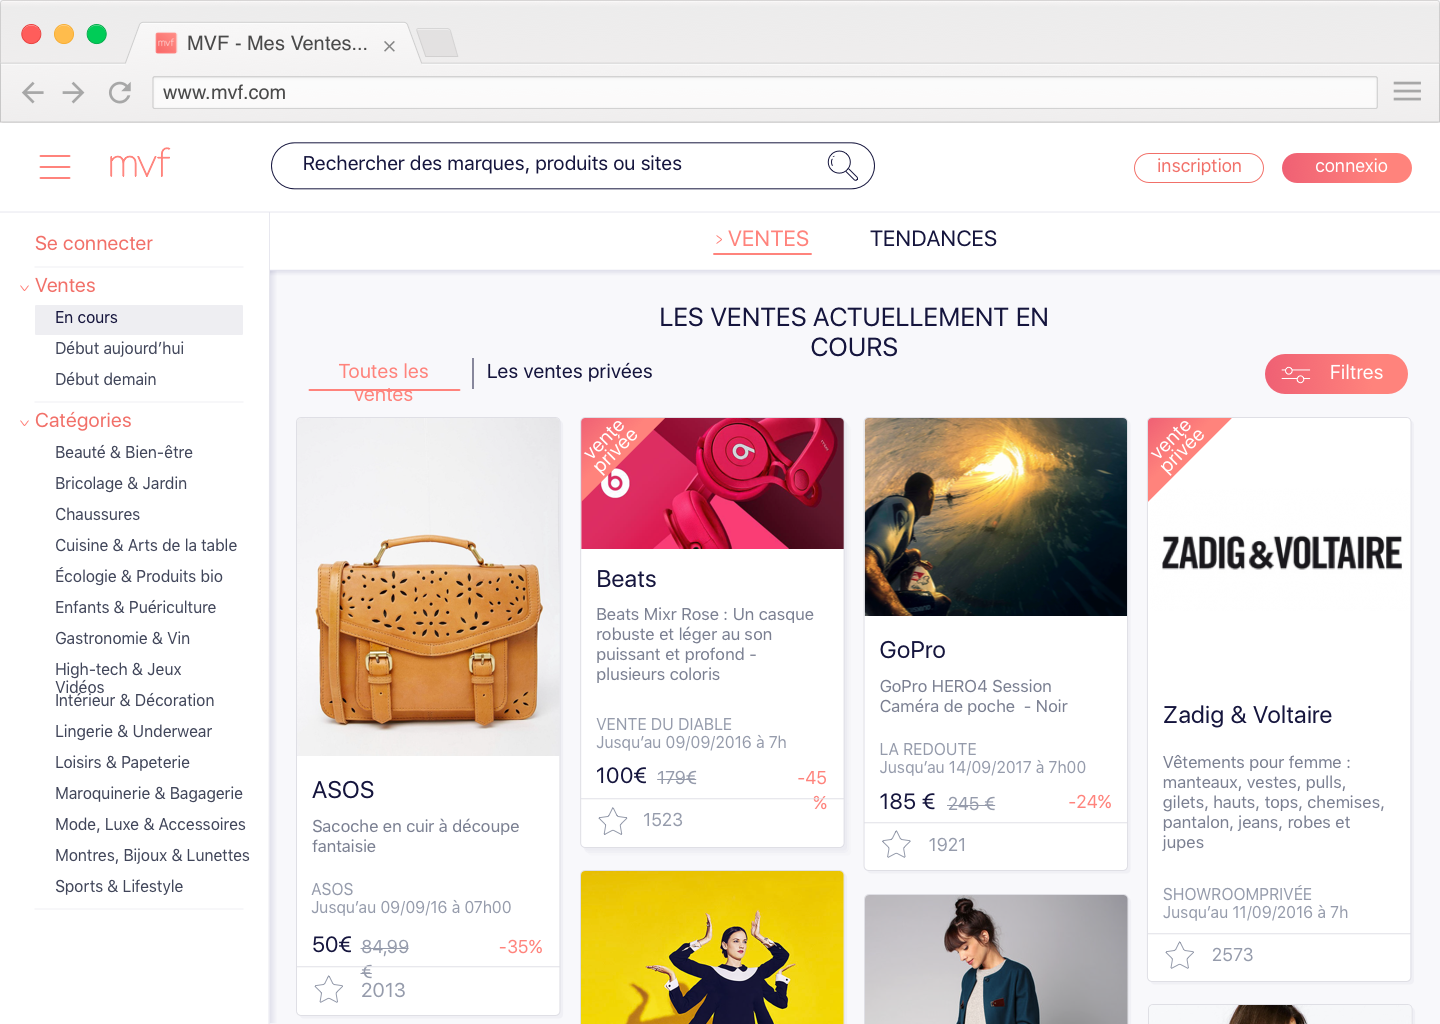 mvf
MVF - Mes Ventes...
www.mvf.com
mvf
Rechercher des marques, produits ou sites
inscription
connexio
Se connecter
Ventes
En cours
Début aujourd’hui
Début demain
Catégories
Beauté & Bien-être
Bricolage & Jardin
Chaussures
Cuisine & Arts de la table
Écologie & Produits bio
Enfants & Puériculture
Gastronomie & Vin
High-tech & Jeux
Vidéos
Intérieur & Décoration
Lingerie & Underwear
Loisirs & Papeterie
Maroquinerie & Bagagerie
Mode, Luxe & Accessoires
Montres, Bijoux & Lunettes
Sports & Lifestyle
> VENTES
TENDANCES
LES VENTES ACTUELLEMENT EN
COURS
Toutes les
ventes
Les ventes privées
Filtres
ASOS
Sacoche en cuir à découpe
fantaisie
ASOS
Jusqu’au 09/09/16 à 07h00
50€ 84,99
€
-35%
2013
vente
privée
Beats
Beats Mixr Rose : Un casque
robuste et léger au son
puissant et profond -
plusieurs coloris
VENTE DU DIABLE
Jusqu’au 09/09/2016 à 7h
100€ 179€
-45
%
1523
GoPro
GoPro HERO4 Session
Caméra de poche - Noir
LA REDOUTE
Jusqu’au 14/09/2017 à 7h00
185 € 245 € -24%
1921
vente
privée
ZADIG & VOLTAIRE
Zadig & Voltaire
Vêtements pour femme :
manteaux, vestes, pulls,
gilets, hauts, tops, chemises,
pantalon, jeans, robes et
jupes
SHOWROOMPRIVÉE
Jusqu’au 11/09/2016 à 7h
2573